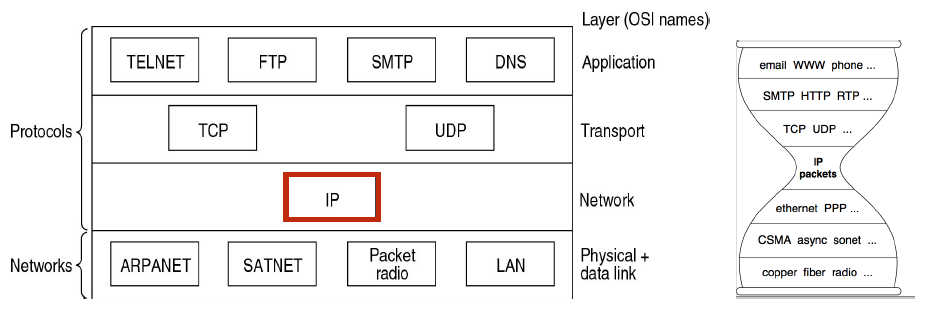 Layer (OSI names)
TELNET FTP SMTP DNS Application
Protocols TCP UDP Transport
IP Network
Networks ARPANET SATNET Packet radio LAN Physical + data link
email WWW phone ...
SMTP HTTP RTP ...
TCP UDP ...
IP
packets
ethernet PPP ...
CSMA async sonet ...
copper fiber radio ...